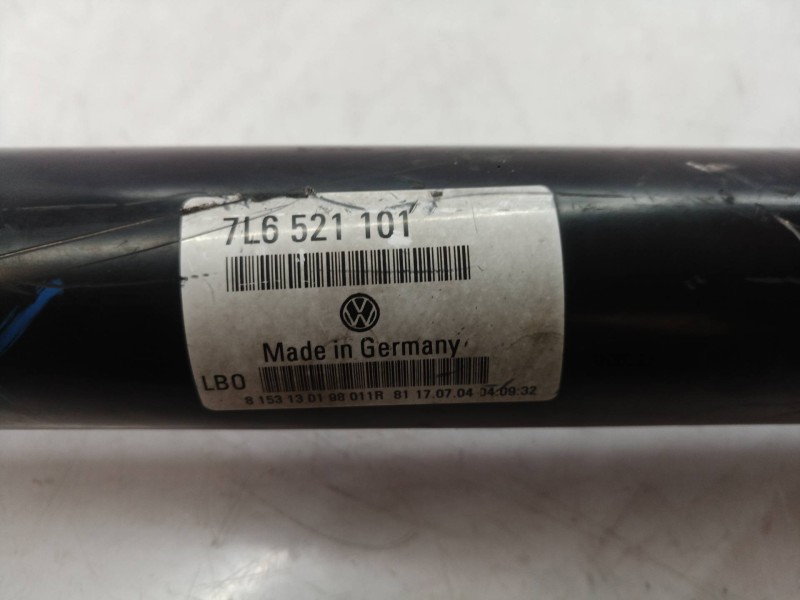 7L6 521 101
VW
Made in Germany
LBO
8 153 13 01 98 011R 81 17.07.04 04:09:32